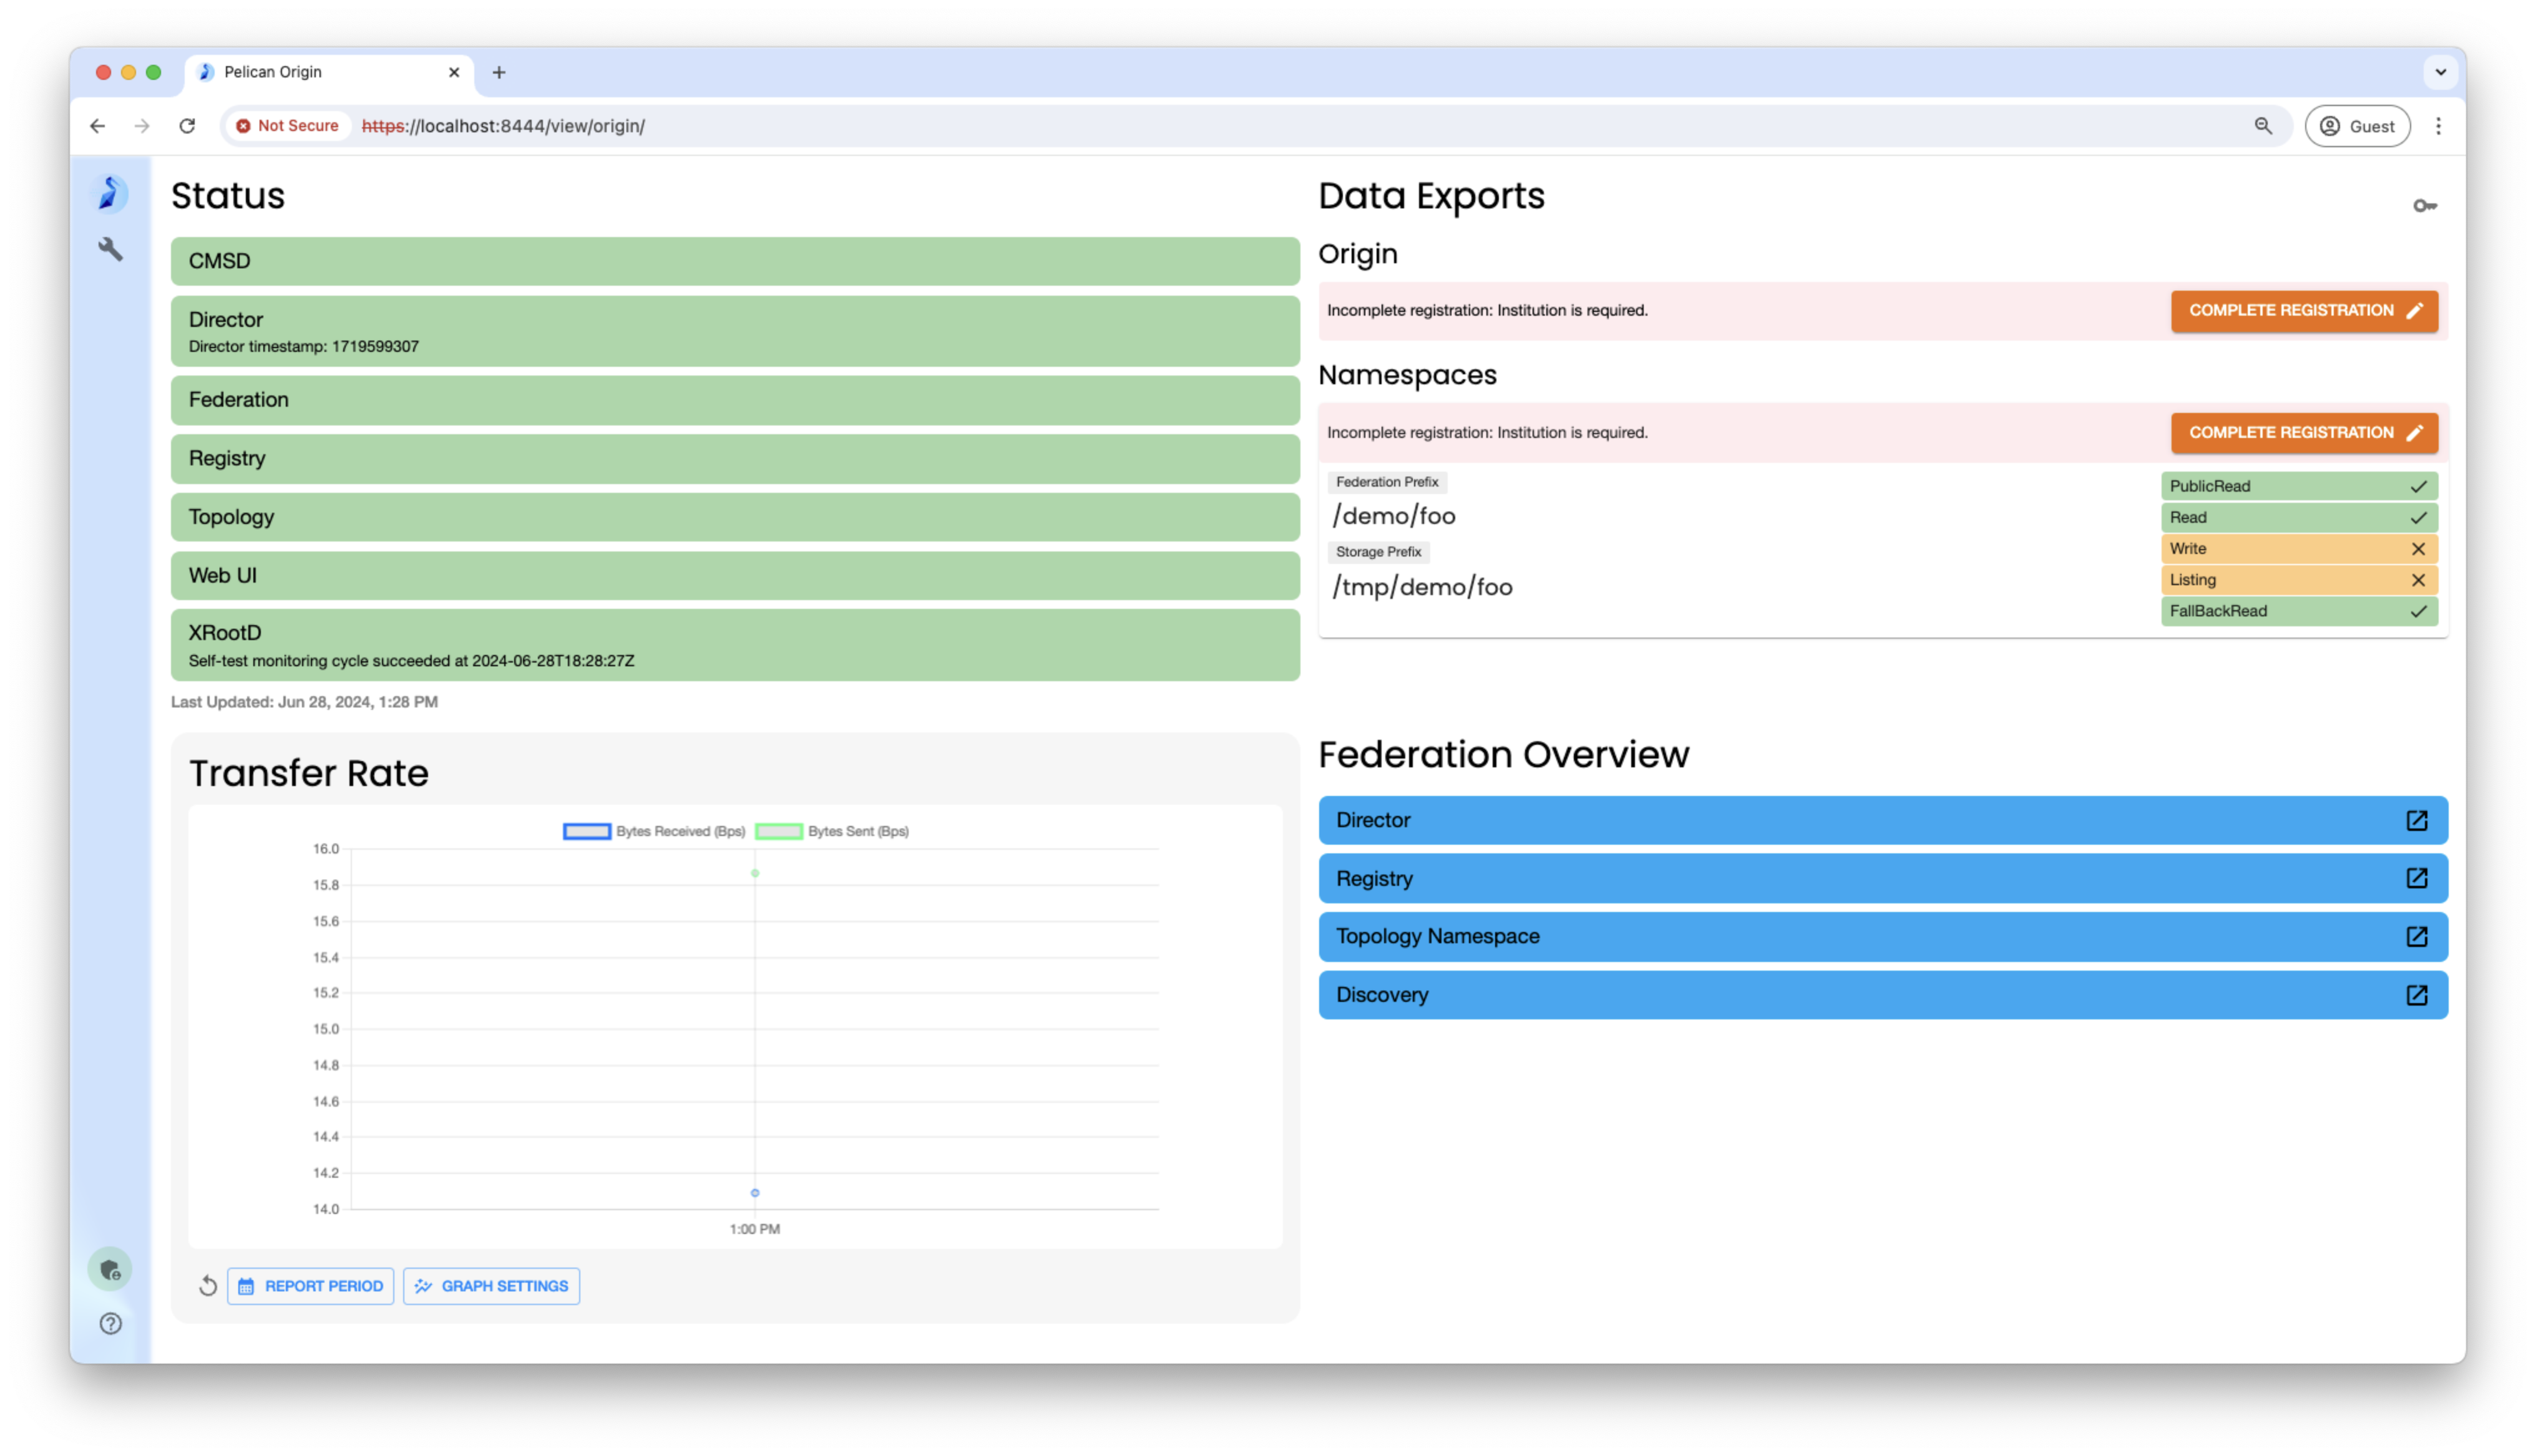 Pelican Origin
Not Secure https://localhost:8444/view/origin/
Guest
Status
CMSD
Director
Director timestamp: 1719599307
Federation
Registry
Topology
Web UI
XRootD
Self-test monitoring cycle succeeded at 2024-06-28T18:28:27Z
Last Updated: Jun 28, 2024, 1:28 PM
Data Exports
Origin
Incomplete registration: Institution is required.
COMPLETE REGISTRATION
Namespaces
Incomplete registration: Institution is required.
COMPLETE REGISTRATION
Federation Prefix
/demo/foo
Storage Prefix
/tmp/demo/foo
PublicRead
Read
Write
Listing
FallBackRead
Transfer Rate
Bytes Received (Bps) Bytes Sent (Bps)
16.0
15.8
15.6
15.4
15.2
15.0
14.8
14.6
14.4
14.2
14.0
1:00 PM
REPORT PERIOD
GRAPH SETTINGS
Federation Overview
Director
Registry
Topology Namespace
Discovery